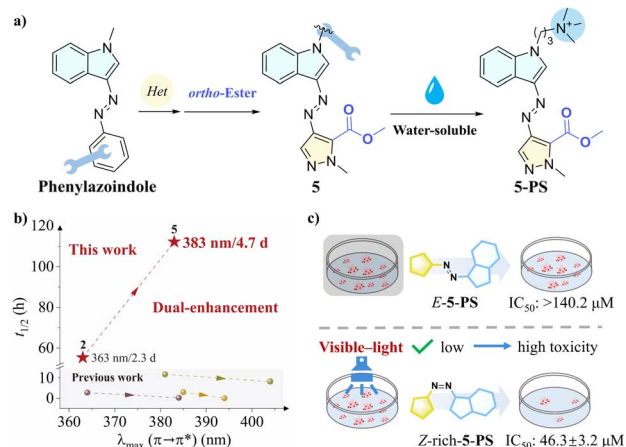 a)
N
N
N
Het
ortho-Ester
N
N
N
O
O
N
N
Water-soluble
N⁺
( )3
N
N
N
O
O
N
N
Phenylazoindole
5
5-PS
b)
120
100
80
60
10
0
t1/2 (h)
This work
5
383 nm/4.7 d
Dual-enhancement
2
363 nm/2.3 d
Previous work
360
370
380
390
400
λmax (π→π*) (nm)
c)
N
N
E-5-PS
IC50: >140.2 μM
Visible–light
low
high toxicity
N=N
Z-rich-5-PS
IC50: 46.3±3.2 μM